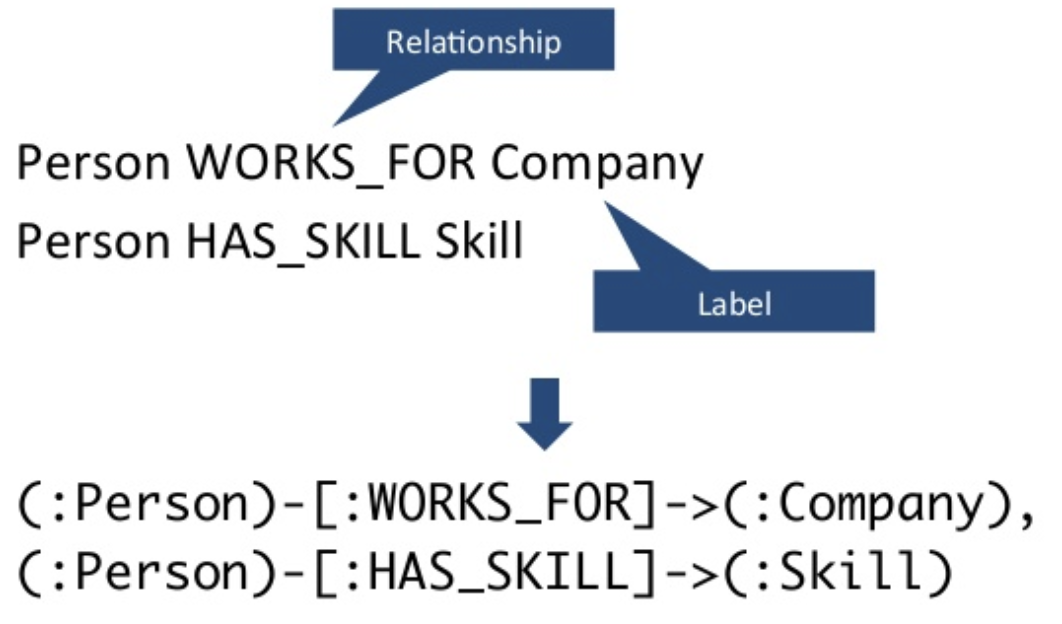 Relationship
Person WORKS_FOR Company
Person HAS_SKILL Skill
Label
(:Person)-[:WORKS_FOR]->(:Company),
(:Person)-[:HAS_SKILL]->(:Skill)